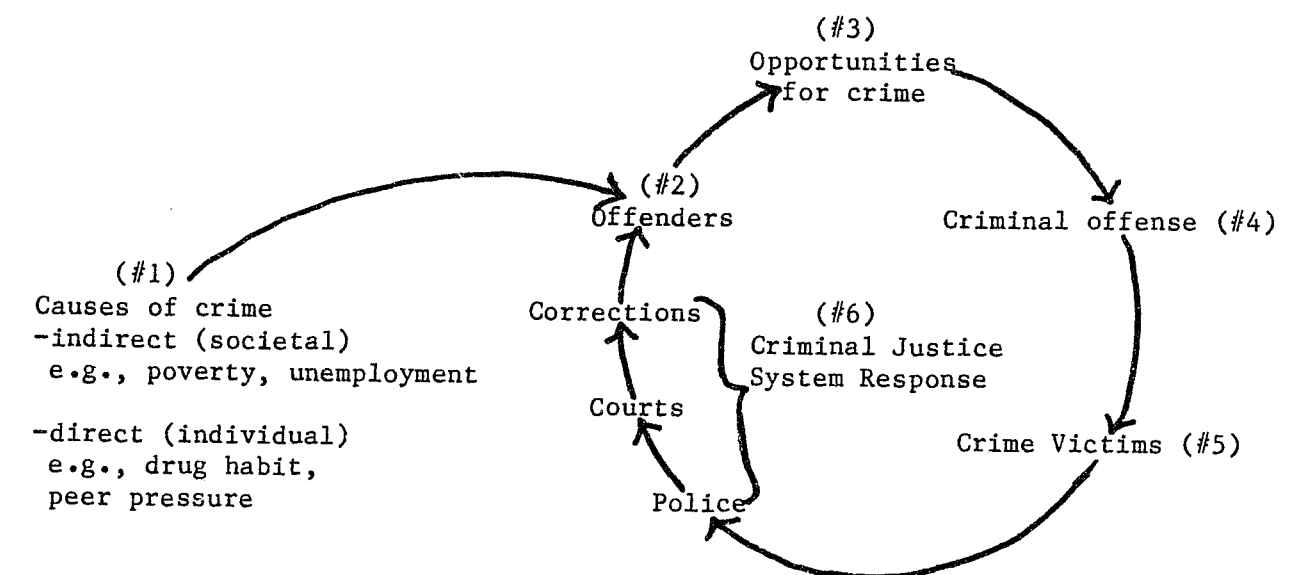 (#3)
Opportunities
for crime
(#2)
Offenders
Criminal offense (#4)
(#1)
Causes of crime
-indirect (societal)
e.g., poverty, unemployment
-direct (individual)
e.g., drug habit,
peer pressure
Corrections
(#6)
Criminal Justice
System Response
Courts
Crime Victims (#5)
Police